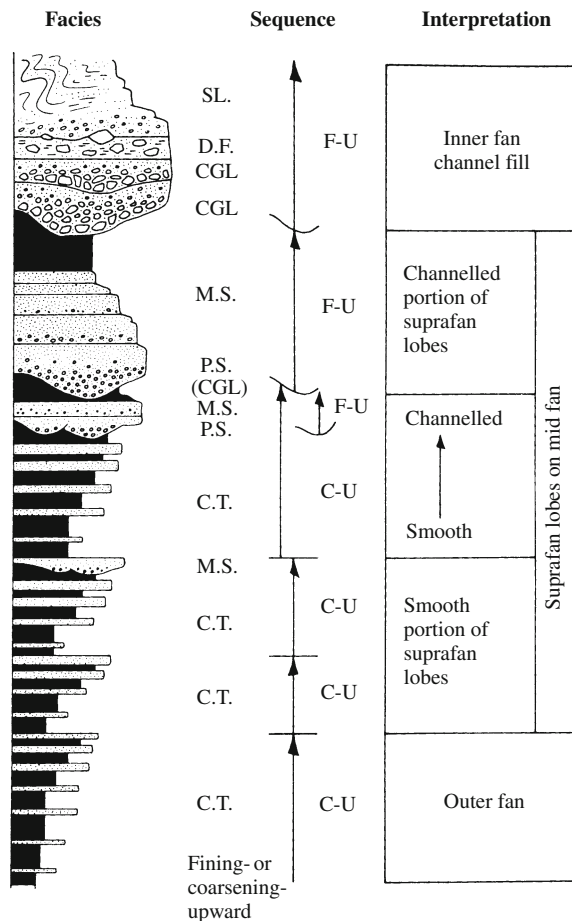 Facies
Sequence
Interpretation
SL.
D.F.
CGL
CGL
F-U
Inner fan
channel fill
M.S.
F-U
Channelled
portion of
suprafan
lobes
P.S.
(CGL)
M.S.
P.S.
F-U
Channelled
C.T.
C-U
Smooth
M.S.
C.T.
C-U
Smooth
portion of
suprafan
lobes
C.T.
C-U
Suprafan lobes on mid fan
C.T.
C-U
Outer fan
Fining- or
coarsening-
upward